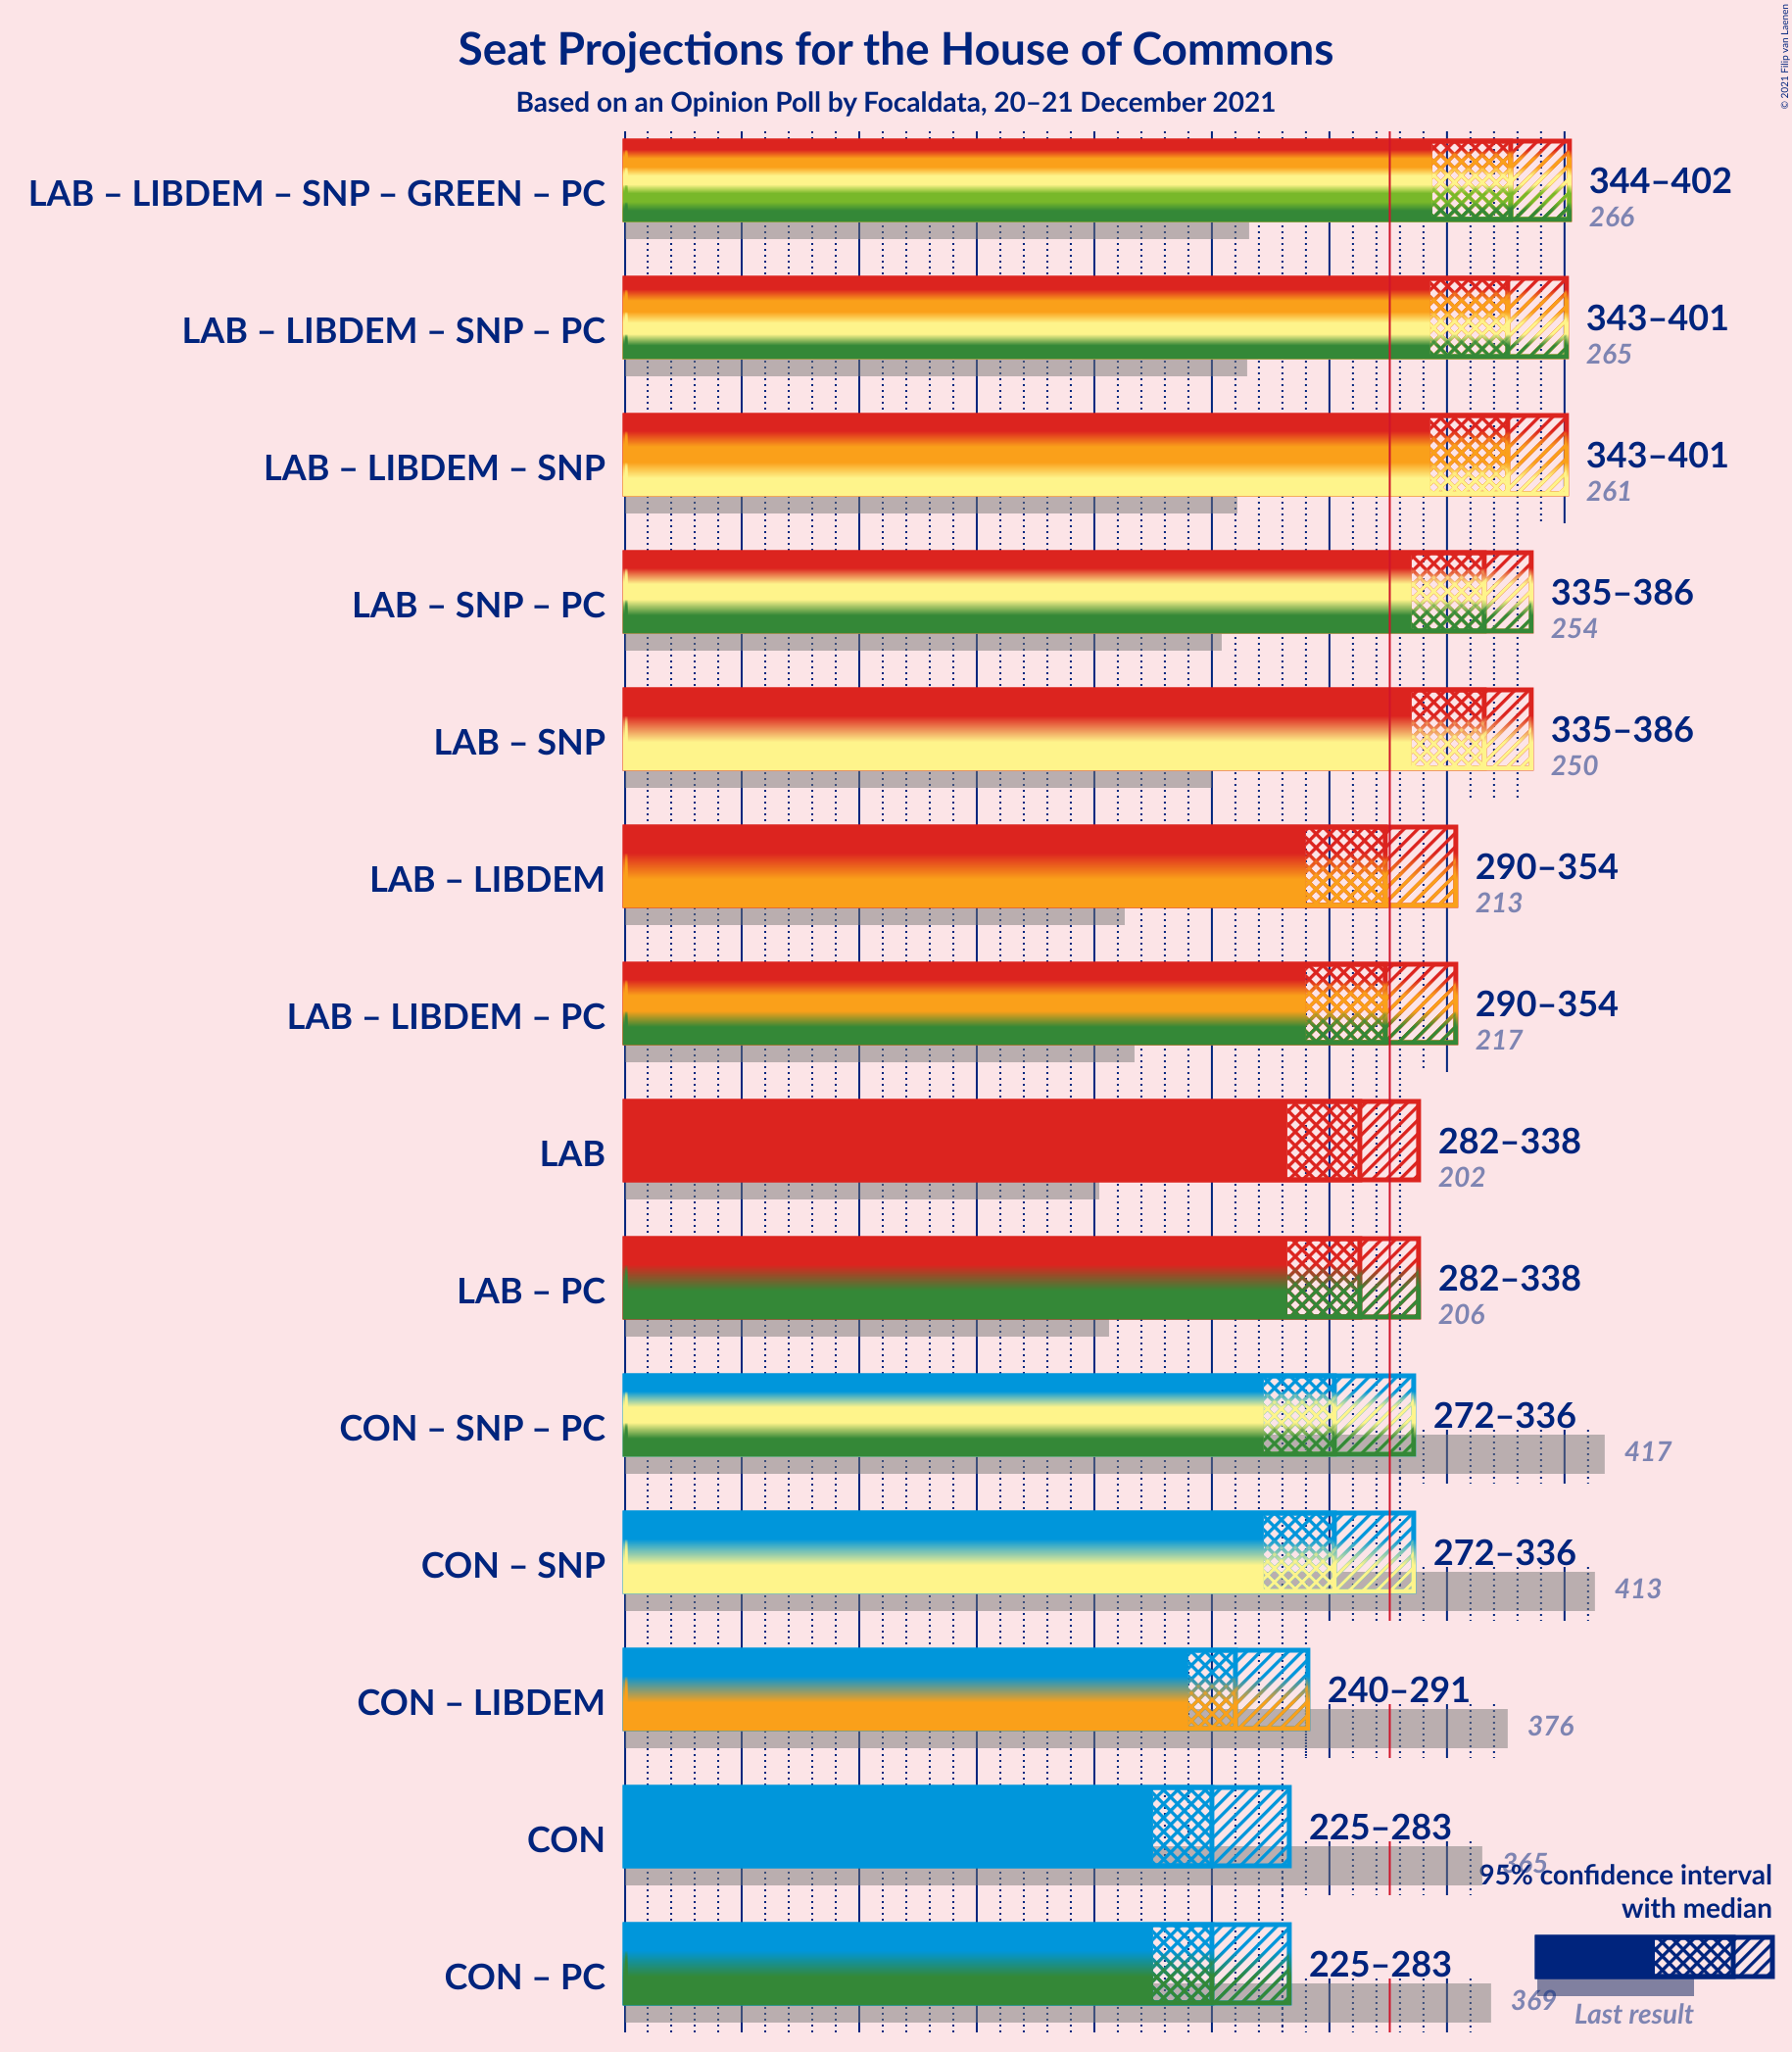 Seat Projections for the House of Commons
Based on an Opinion Poll by Focaldata, 20–21 December 2021
© 2021 Filip van Laenen
LAB – LIBDEM – SNP – GREEN – PC
344–402
266
LAB – LIBDEM – SNP – PC
343–401
265
LAB – LIBDEM – SNP
343–401
261
LAB – SNP – PC
335–386
254
LAB – SNP
335–386
250
LAB – LIBDEM
290–354
213
LAB – LIBDEM – PC
290–354
217
LAB
282–338
202
LAB – PC
282–338
206
CON – SNP – PC
272–336
417
CON – SNP
272–336
413
CON – LIBDEM
240–291
376
CON
225–283
365
CON – PC
225–283
369
95% confidence interval
with median
Last result